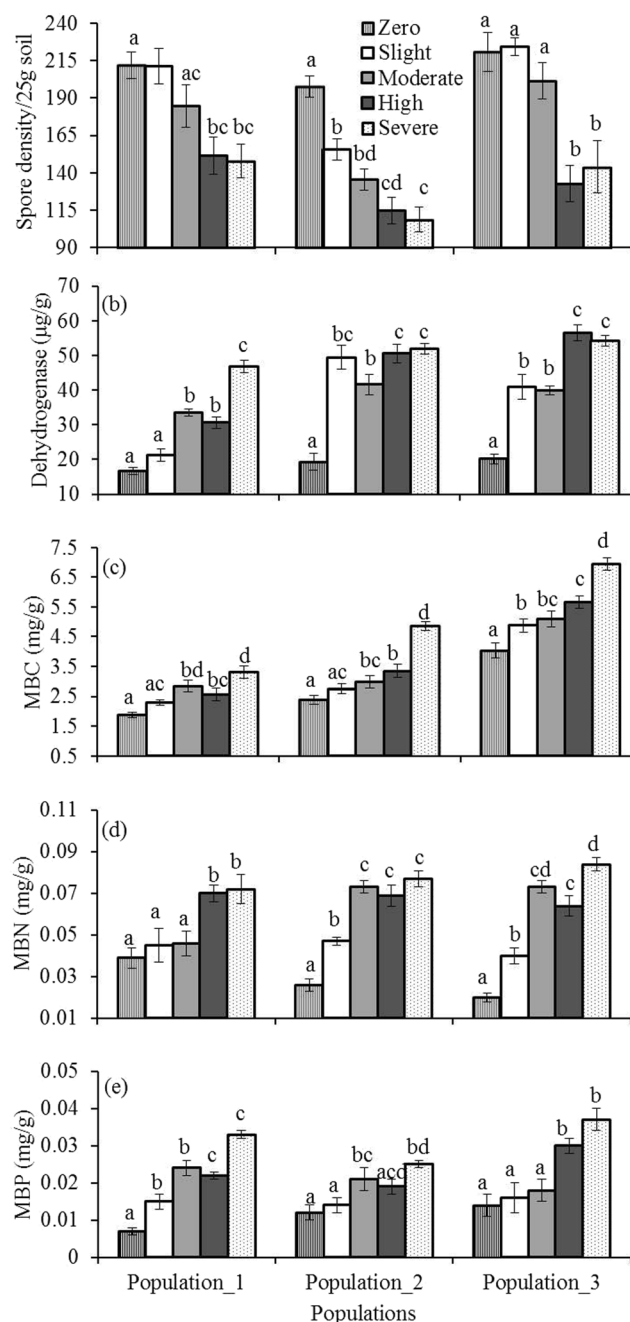 240
215
190
165
140
115
90
Spore density/25g soil
Zero
Slight
Moderate
High
Severe
a
ac
bc
bc
a
b
bd
cd
c
a
a
a
b
b
(b)
70
60
50
40
30
20
10
Dehydrogenase (µg/g)
a
a
b
b
c
a
bc
b
c
c
a
b
b
c
c
(c)
7.5
6.5
5.5
4.5
3.5
2.5
1.5
0.5
MBC (mg/g)
a
ac
bd
bc
d
a
ac
bc
b
d
a
b
bc
c
d
(d)
0.11
0.09
0.07
0.05
0.03
0.01
MBN (mg/g)
a
a
a
b
b
a
b
c
c
c
a
b
cd
c
d
(e)
0.05
0.04
0.03
0.02
0.01
0
MBP (mg/g)
a
b
b
c
c
a
a
bc
acd
bd
a
a
a
b
b
Population_1
Population_2
Population_3
Populations